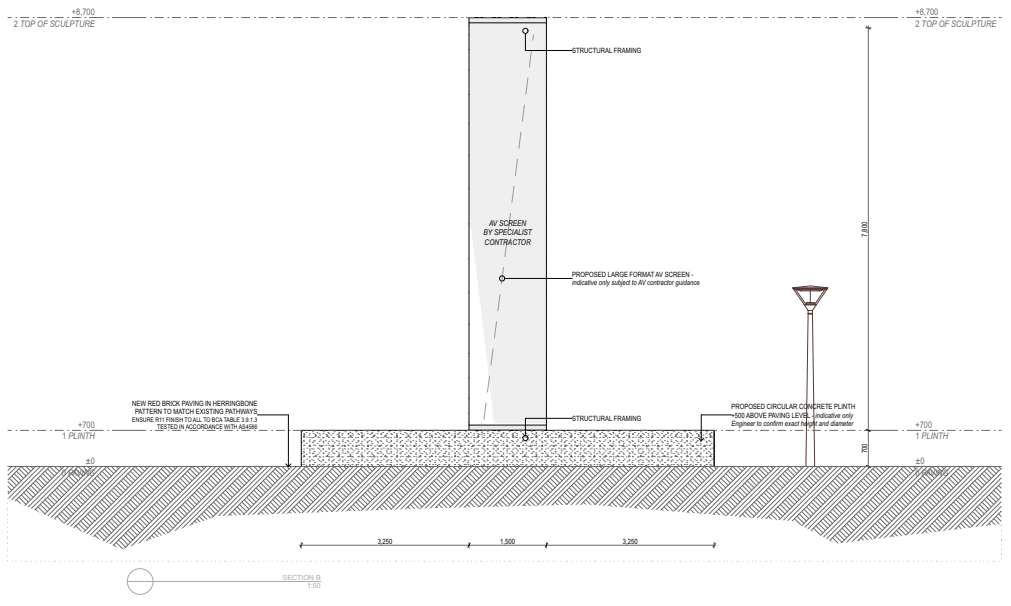 +8,700
2 TOP OF SCULPTURE
+8,700
2 TOP OF SCULPTURE
STRUCTURAL FRAMING
7,800
AV SCREEN
BY SPECIALIST
CONTRACTOR
PROPOSED LARGE FORMAT AV SCREEN -
indicative only subject to AV contractor guidance
NEW RED BRICK PAVING IN HERRINGBONE
PATTERN TO MATCH EXISTING PATHWAYS
ENSURE R11 FINISH TO ALL TO BCA TABLE 3.9.1.3
TESTED IN ACCORDANCE WITH AS4586
STRUCTURAL FRAMING
PROPOSED CIRCULAR CONCRETE PLINTH
+500 ABOVE PAVING LEVEL - indicative only
Engineer to confirm exact height and diameter
+700
1 PLINTH
+700
1 PLINTH
700
±0
0 PAVING
±0
0 PAVING
3,250
1,500
3,250
SECTION B
1:50